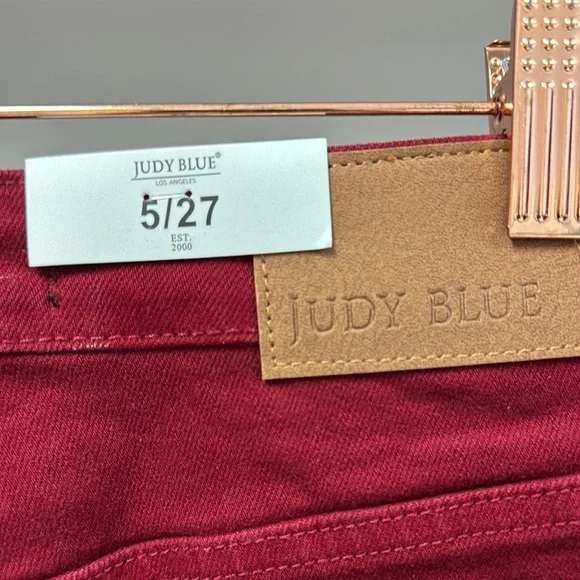 JUDY BLUE®
LOS ANGELES
5/27
EST.
2000
JUDY BLUE